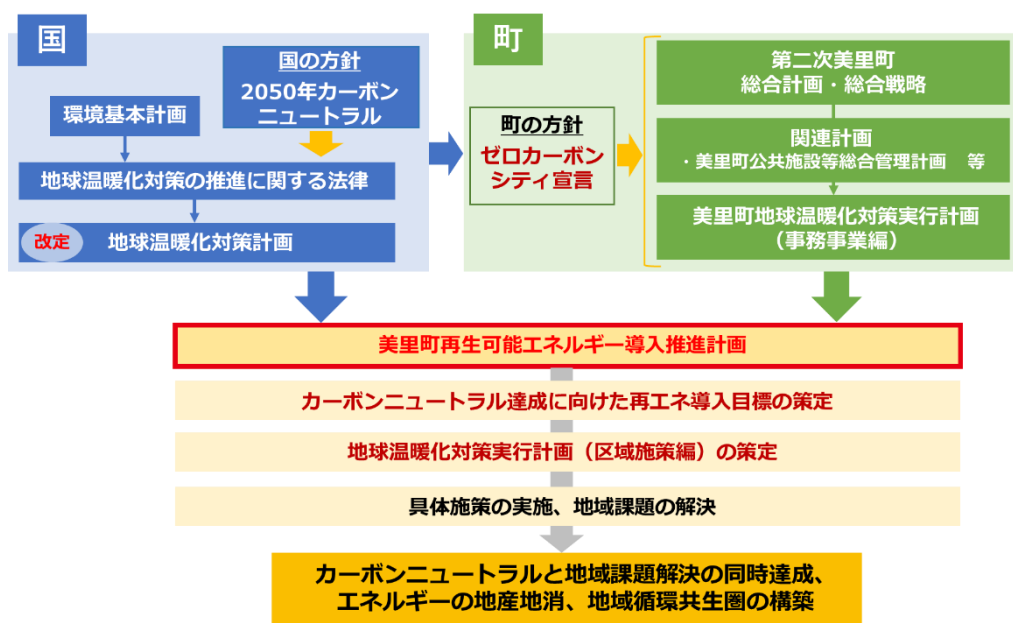 国
国の方針
2050年カーボン
ニュートラル
環境基本計画
地球温暖化対策の推進に関する法律
改定
地球温暖化対策計画
町
町の方針
ゼロカーボン
シティ宣言
第二次美里町
総合計画・総合戦略
関連計画
・美里町公共施設等総合管理計画　等
美里町地球温暖化対策実行計画
（事務事業編）
美里町再生可能エネルギー導入推進計画
カーボンニュートラル達成に向けた再エネ導入目標の策定
地球温暖化対策実行計画（区域施策編）の策定
具体施策の実施、地域課題の解決
カーボンニュートラルと地域課題解決の同時達成、
エネルギーの地産地消、地域循環共生圏の構築